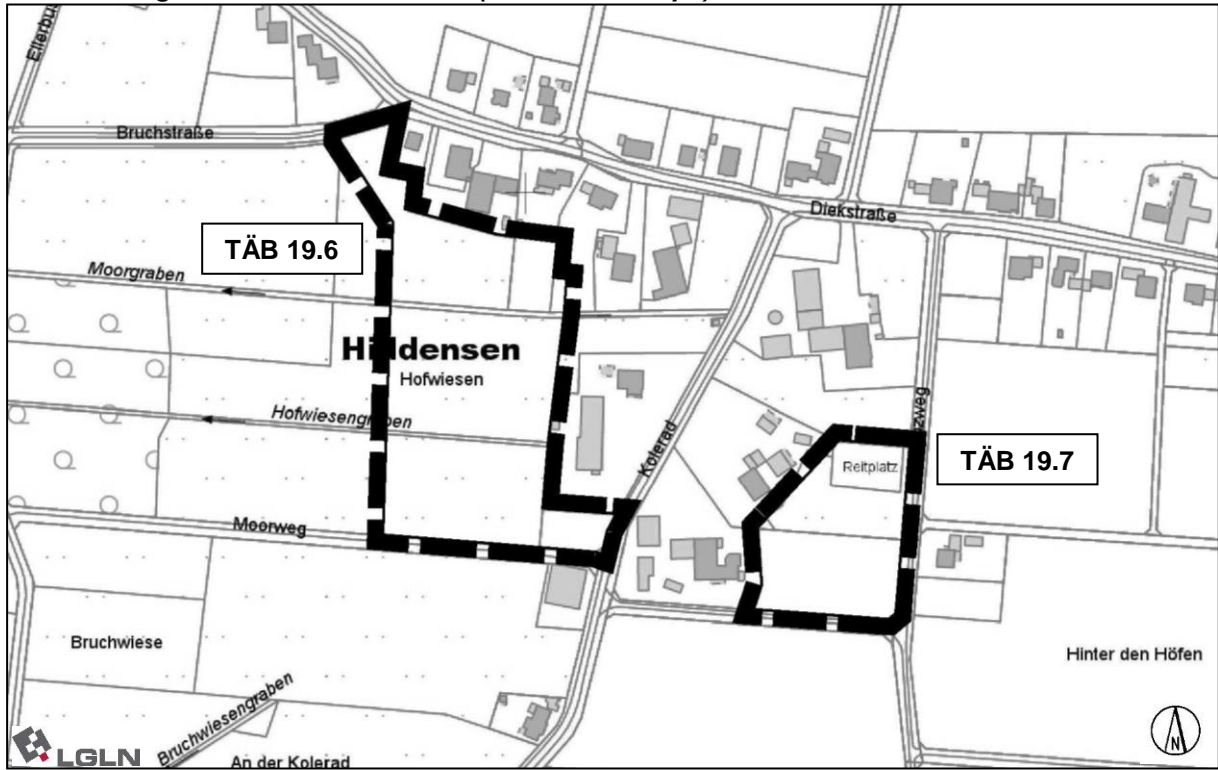 Bruchstraße
Diekstraße
TÄB 19.6
Moorgraben
Hofwiesen
Hofwiesengraben
Kolerad
Reitplatz
TÄB 19.7
Moorweg
Bruchwiese
Hinter den Höfen
Bruchwiesengraben
LGLN
An der Kolerad
N